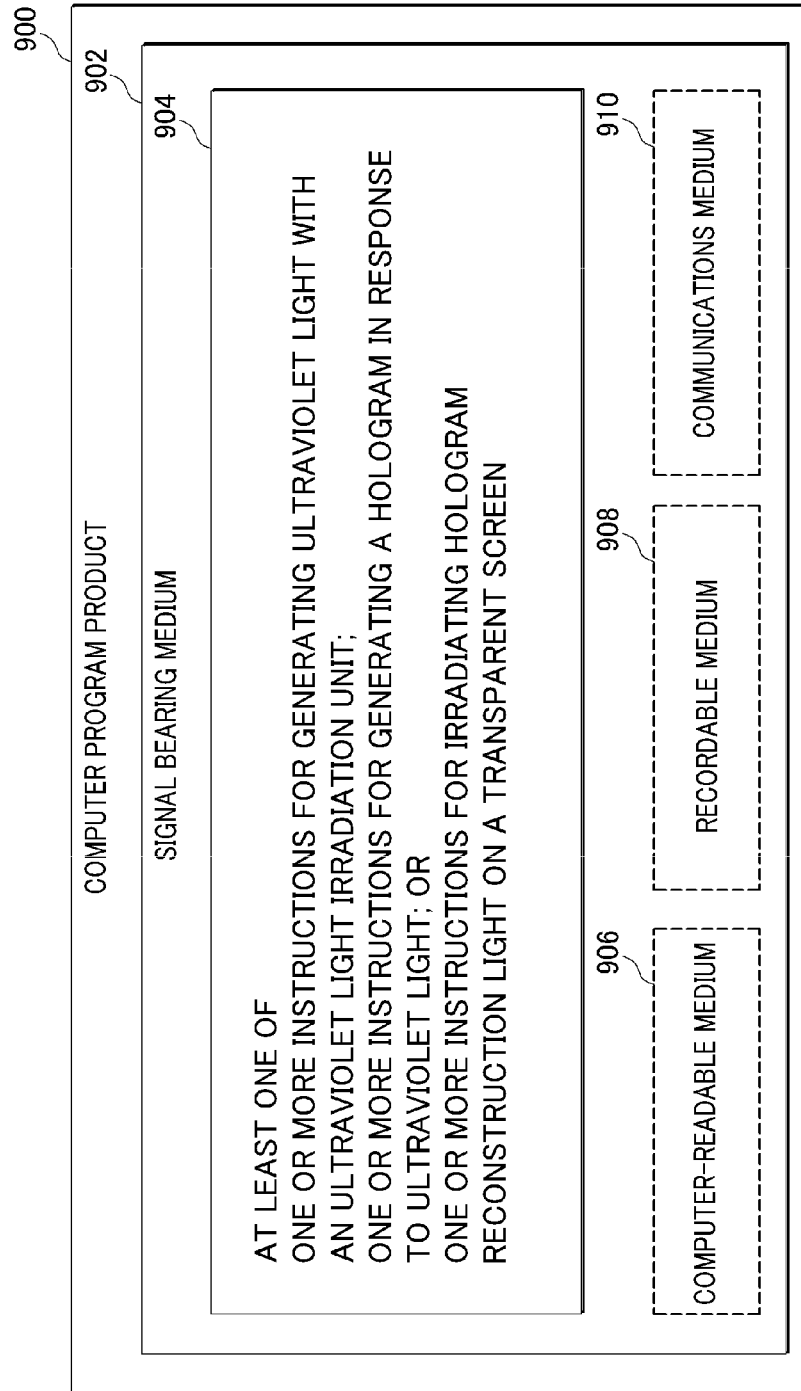 900
COMPUTER PROGRAM PRODUCT
902
SIGNAL BEARING MEDIUM
904
AT LEAST ONE OF
ONE OR MORE INSTRUCTIONS FOR GENERATING ULTRAVIOLET LIGHT WITH
AN ULTRAVIOLET LIGHT IRRADIATION UNIT;
ONE OR MORE INSTRUCTIONS FOR GENERATING A HOLOGRAM IN RESPONSE
TO ULTRAVIOLET LIGHT; OR
ONE OR MORE INSTRUCTIONS FOR IRRADIATING HOLOGRAM
RECONSTRUCTION LIGHT ON A TRANSPARENT SCREEN
906
COMPUTER-READABLE MEDIUM
908
RECORDABLE MEDIUM
910
COMMUNICATIONS MEDIUM